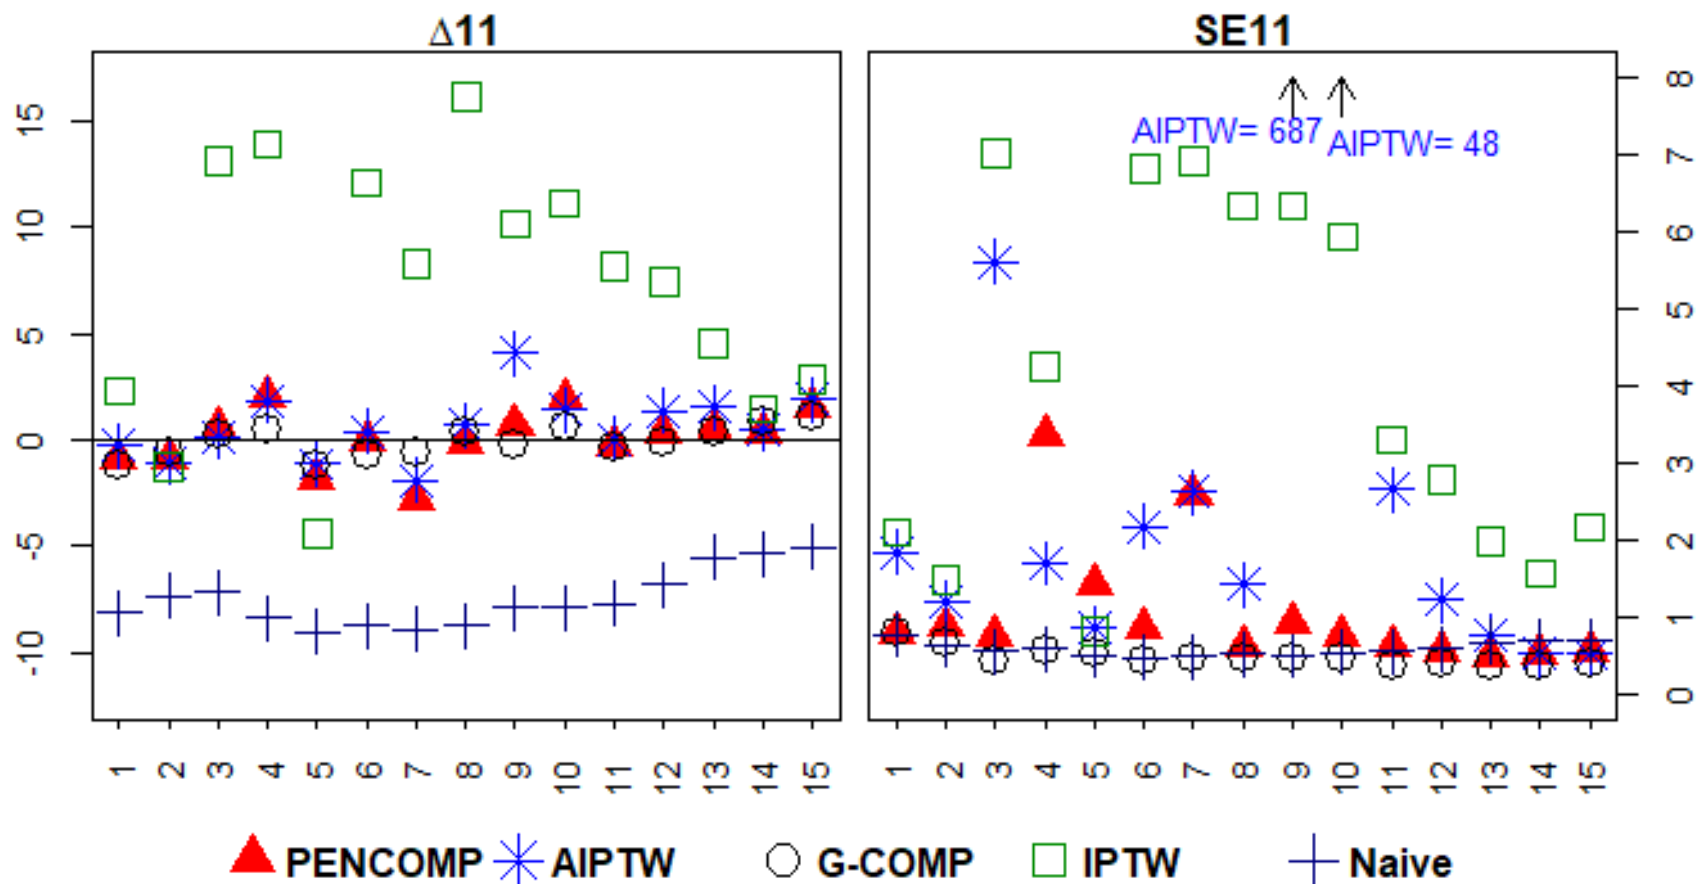 Δ11
SE11
15
10
5
0
-5
-10
8
7
6
5
4
3
2
1
0
AIPTW= 687
AIPTW= 48
1 2 3 4 5 6 7 8 9 10 11 12 13 14 15
1 2 3 4 5 6 7 8 9 10 11 12 13 14 15
PENCOMP AIPTW G-COMP IPTW Naive